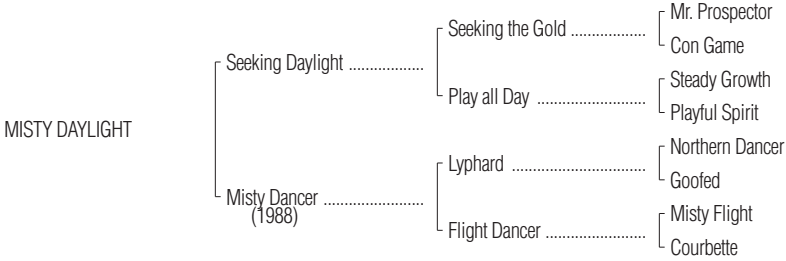 Mr. Prospector
Seeking the Gold ..................
Con Game
Seeking Daylight ..................
Steady Growth
Play all Day ..........................
Playful Spirit
MISTY DAYLIGHT
Northern Dancer
Lyphard ................................
Goofed
Misty Dancer ........................
(1988)
Misty Flight
Flight Dancer ........................
Courbette